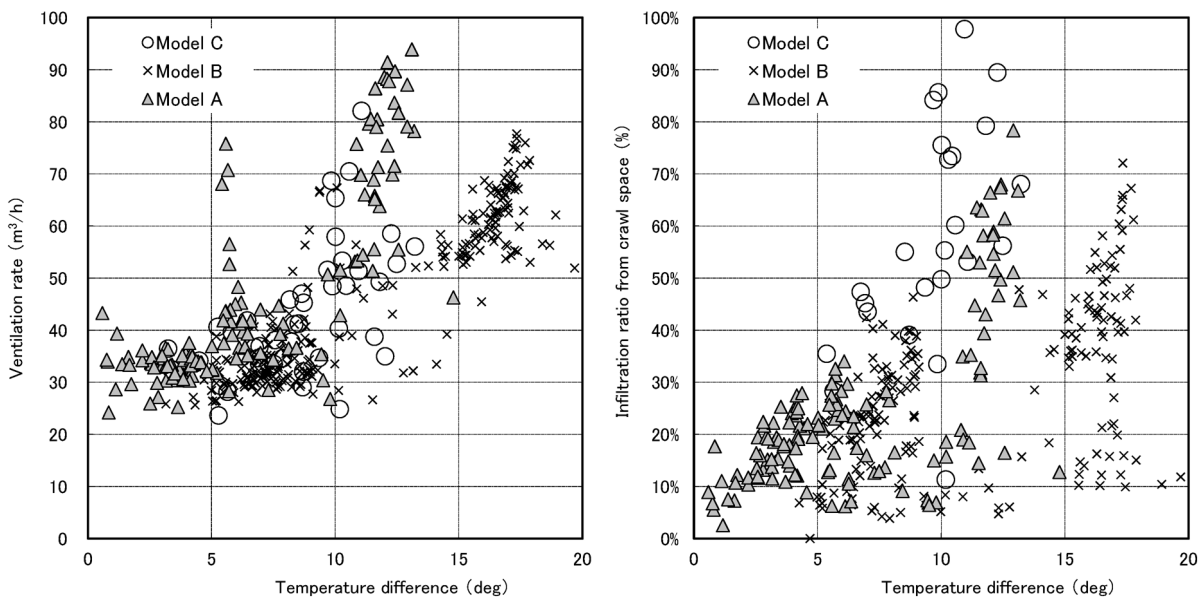 100
90
80
70
60
50
40
30
20
10
0
Ventilation rate (m³/h)
Model C
Model B
Model A
0 5 10 15 20
Temperature difference (deg)
100%
90%
80%
70%
60%
50%
40%
30%
20%
10%
0%
Infiltration ratio from crawl space (%)
Model C
Model B
Model A
0 5 10 15 20
Temperature difference (deg)